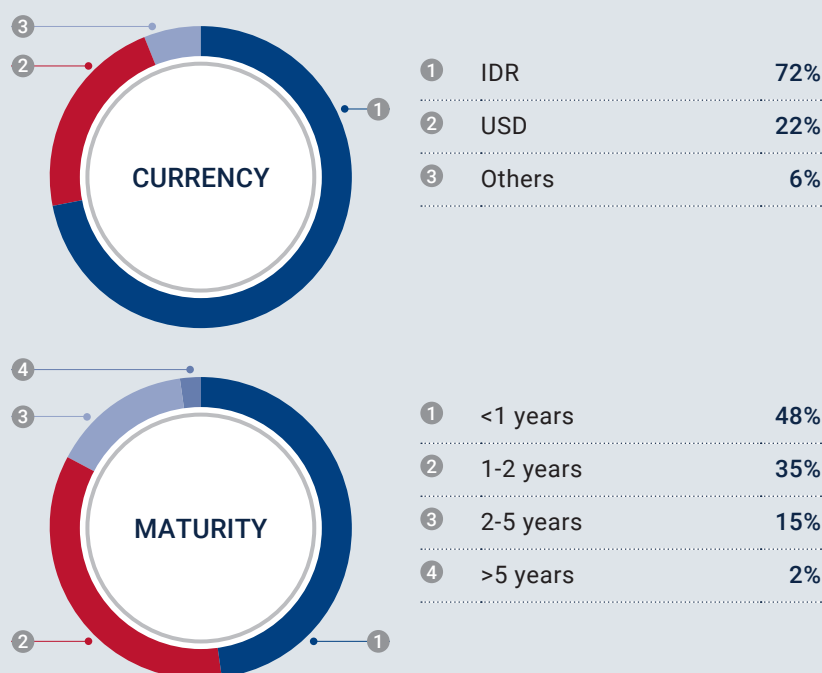 3
2
1
CURRENCY
1 IDR 72%
2 USD 22%
3 Others 6%
4
3
MATURITY
2
1
1 <1 years 48%
2 1-2 years 35%
3 2-5 years 15%
4 >5 years 2%